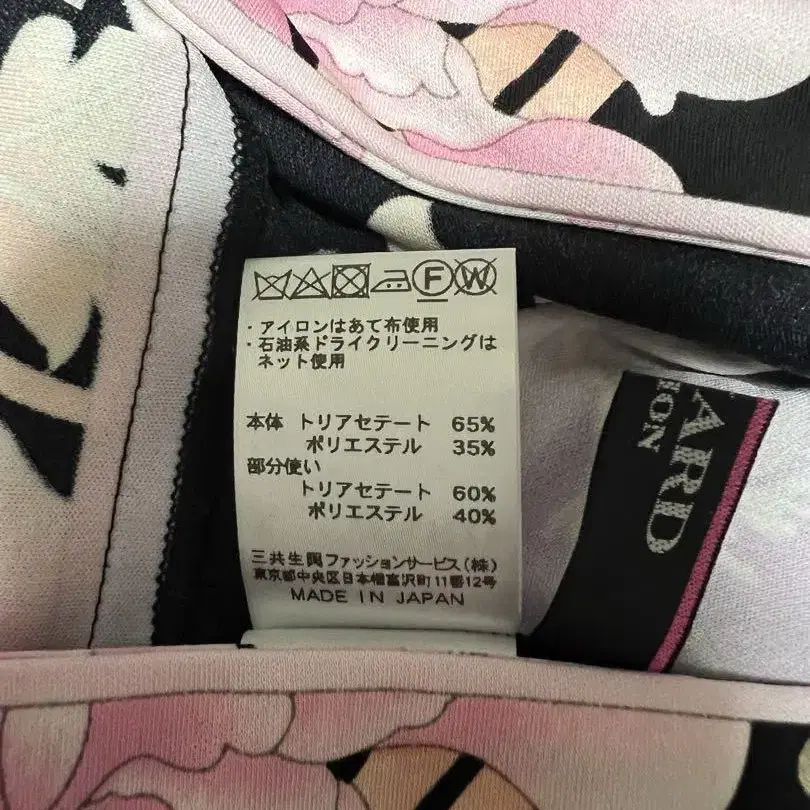 F W
・アイロンはあて布使用
・石油系ドライクリーニングは
ネット使用
本体 トリアセテート 65%
ポリエステル 35%
部分使い
トリアセテート 60%
ポリエステル 40%
三共生興ファッションサービス(株)
東京都中央区日本橋富沢町11番12号
MADE IN JAPAN
ARD
ION